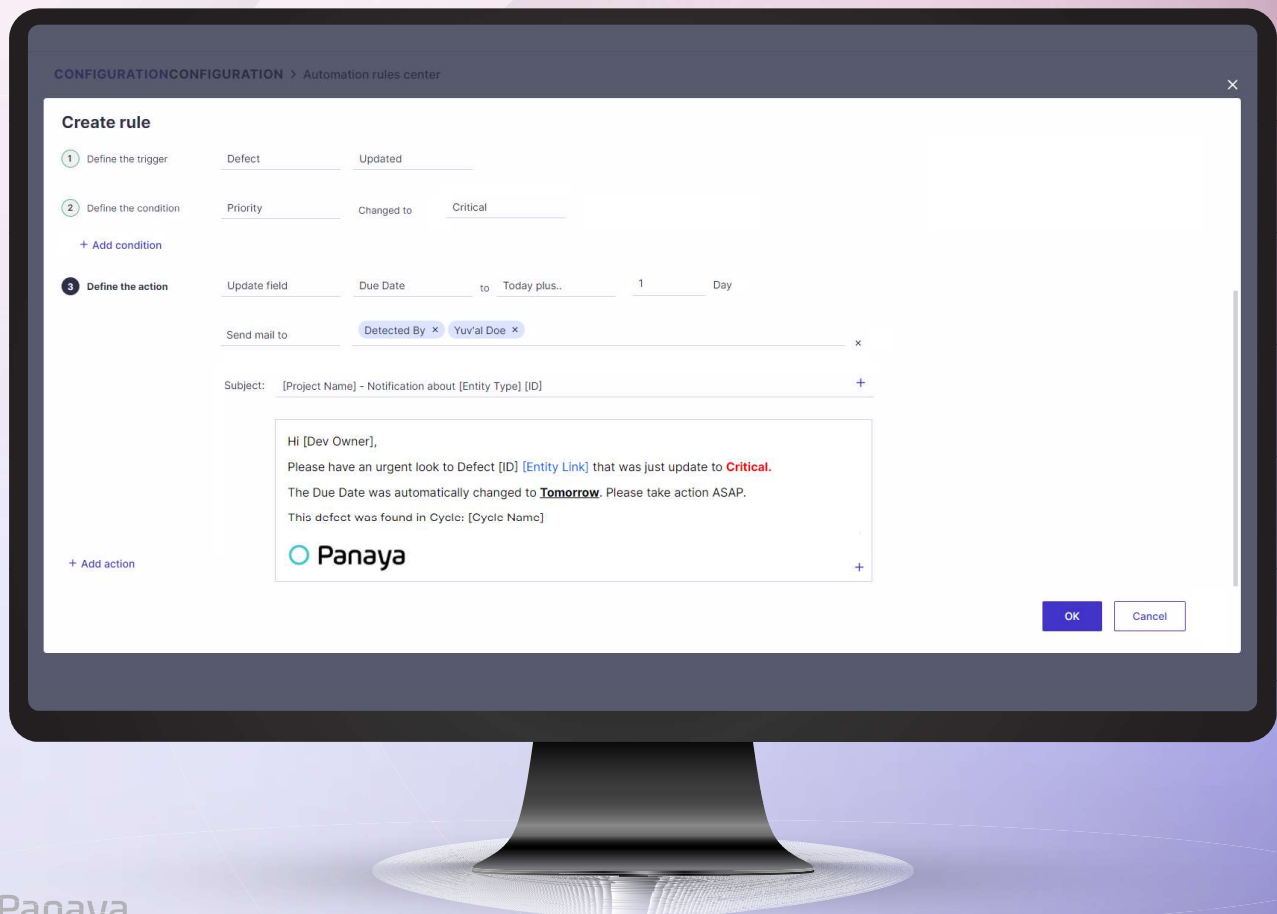 CONFIGURATIONCONFIGURATION > Automation rules center
×
Create rule
1 Define the trigger Defect Updated
2 Define the condition Priority Changed to Critical
+ Add condition
3 Define the action Update field Due Date to Today plus.. 1 Day
Send mail to Detected By × Yuv'al Doe × ×
Subject: [Project Name] - Notification about [Entity Type] [ID] +
Hi [Dev Owner],
Please have an urgent look to Defect [ID] [Entity Link] that was just update to Critical.
The Due Date was automatically changed to Tomorrow. Please take action ASAP.
This defect was found in Cycle: [Cycle Name]
Panaya
+ Add action +
OK Cancel
Panaya